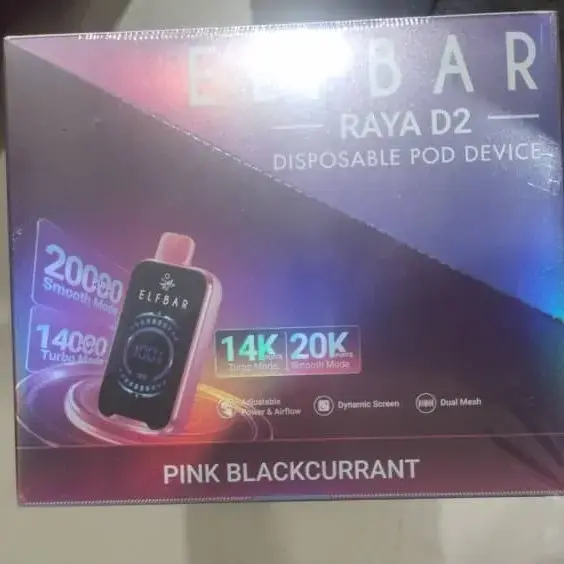 ELFBAR
RAYA D2
DISPOSABLE POD DEVICE
20000
Smooth Mode
14000
Turbo Mode
ELFBAR
100
14K
Turbo Mode
20K
Smooth Mode
Adjustable
Power & Airflow
Dynamic Screen
Dual Mesh
PINK BLACKCURRANT